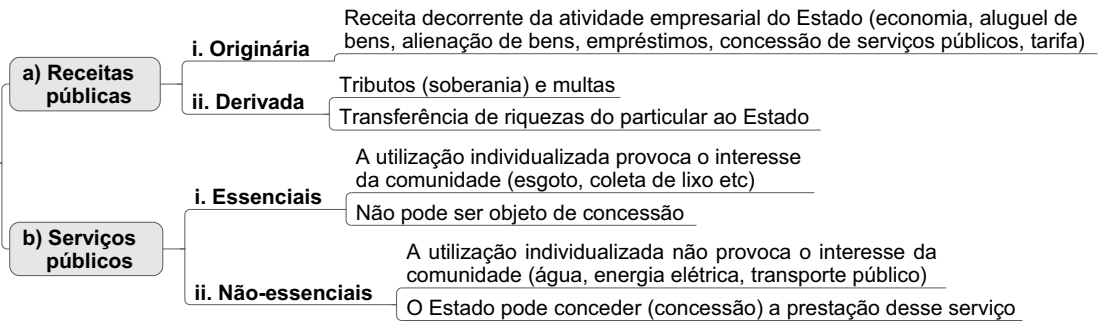 a) Receitas
públicas
i. Originária
Receita decorrente da atividade empresarial do Estado (economia, aluguel de
bens, alienação de bens, empréstimos, concessão de serviços públicos, tarifa)
ii. Derivada
Tributos (soberania) e multas
Transferência de riquezas do particular ao Estado
b) Serviços
públicos
i. Essenciais
A utilização individualizada provoca o interesse
da comunidade (esgoto, coleta de lixo etc)
Não pode ser objeto de concessão
ii. Não-essenciais
A utilização individualizada não provoca o interesse da
comunidade (água, energia elétrica, transporte público)
O Estado pode conceder (concessão) a prestação desse serviço